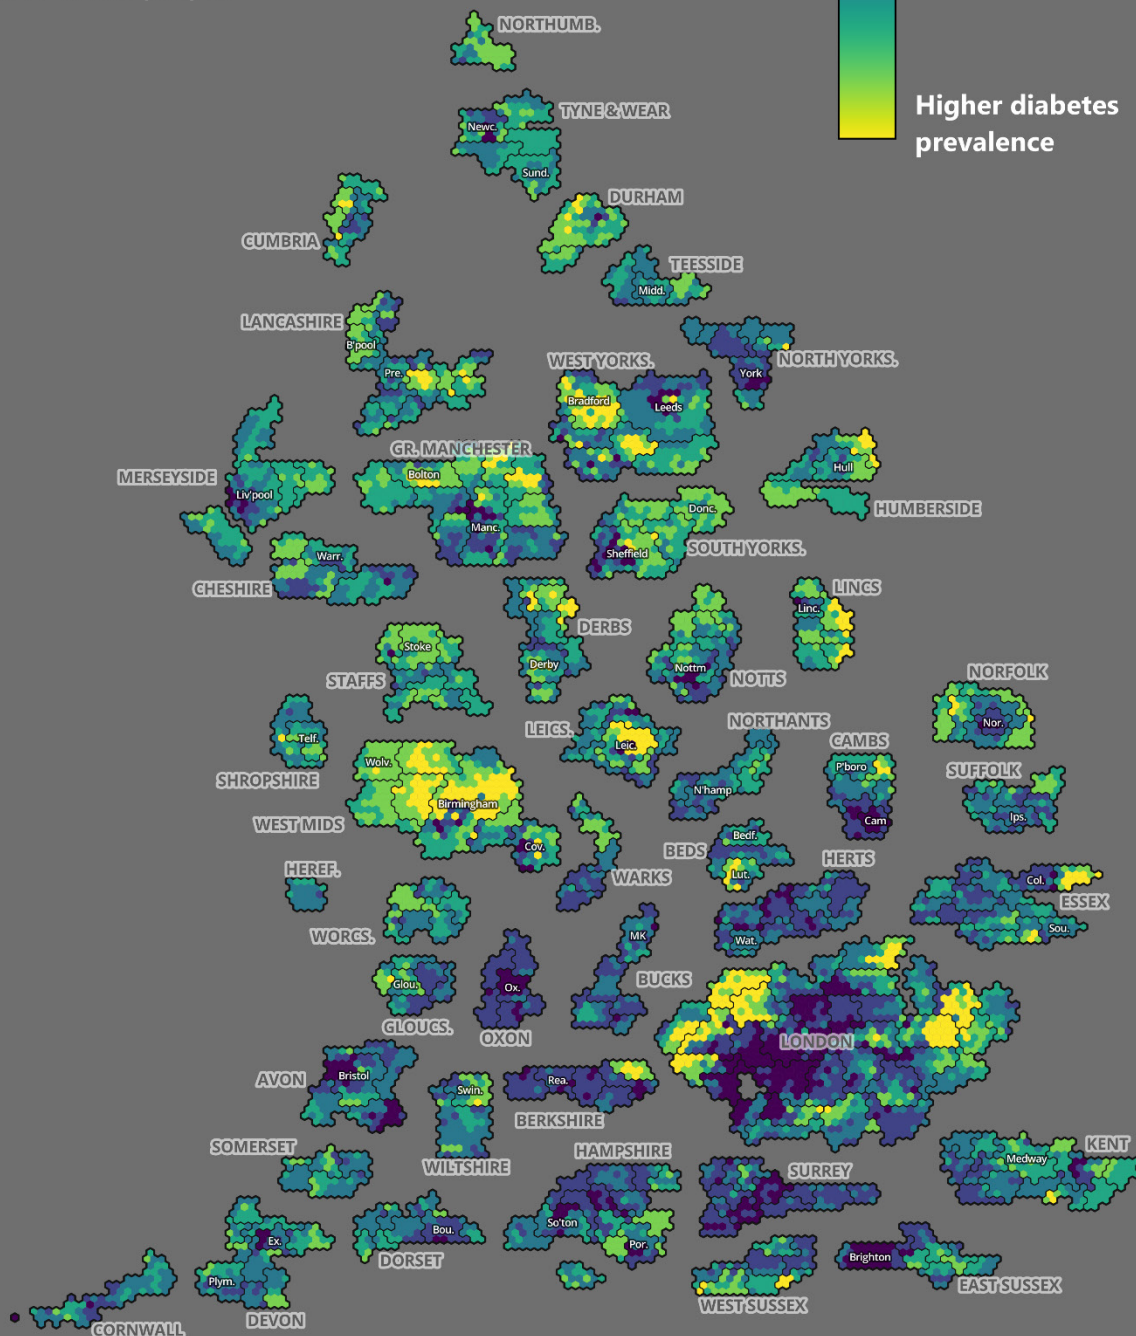 NORTHUMB.
Higher diabetes
prevalence
TYNE & WEAR
Newc.
Sund.
DURHAM
CUMBRIA
TEESSIDE
Midd.
LANCASHIRE
B'pool
Pre.
WEST YORKS.
NORTH YORKS.
York
Bradford
Leeds
GR. MANCHESTER
Bolton
Manc.
MERSEYSIDE
Liv'pool
Hull
HUMBERSIDE
Donc.
Sheffield
SOUTH YORKS.
Warr.
CHESHIRE
LINCS
Linc.
DERBS
Derby
Stoke
STAFFS
Nottm
NOTTS
NORFOLK
Nor.
LEICS.
Leic.
NORTHANTS
N'hamp
CAMBS
P'boro
Cam
SUFFOLK
Ips.
Telf.
SHROPSHIRE
Wolv.
Birmingham
WEST MIDS
Cov.
BEDS
Bedf.
Lut.
HERTS
Wat.
HEREF.
WARKS
Col.
ESSEX
Sou.
WORCS.
MK
BUCKS
Glou.
GLOUCS.
Ox.
OXON
LONDON
AVON
Bristol
Swin.
WILTSHIRE
Rea.
BERKSHIRE
SOMERSET
HAMPSHIRE
So'ton
Por.
SURREY
Medway
KENT
Ex.
Plym.
DEVON
Bou.
DORSET
Brighton
EAST SUSSEX
WEST SUSSEX
CORNWALL